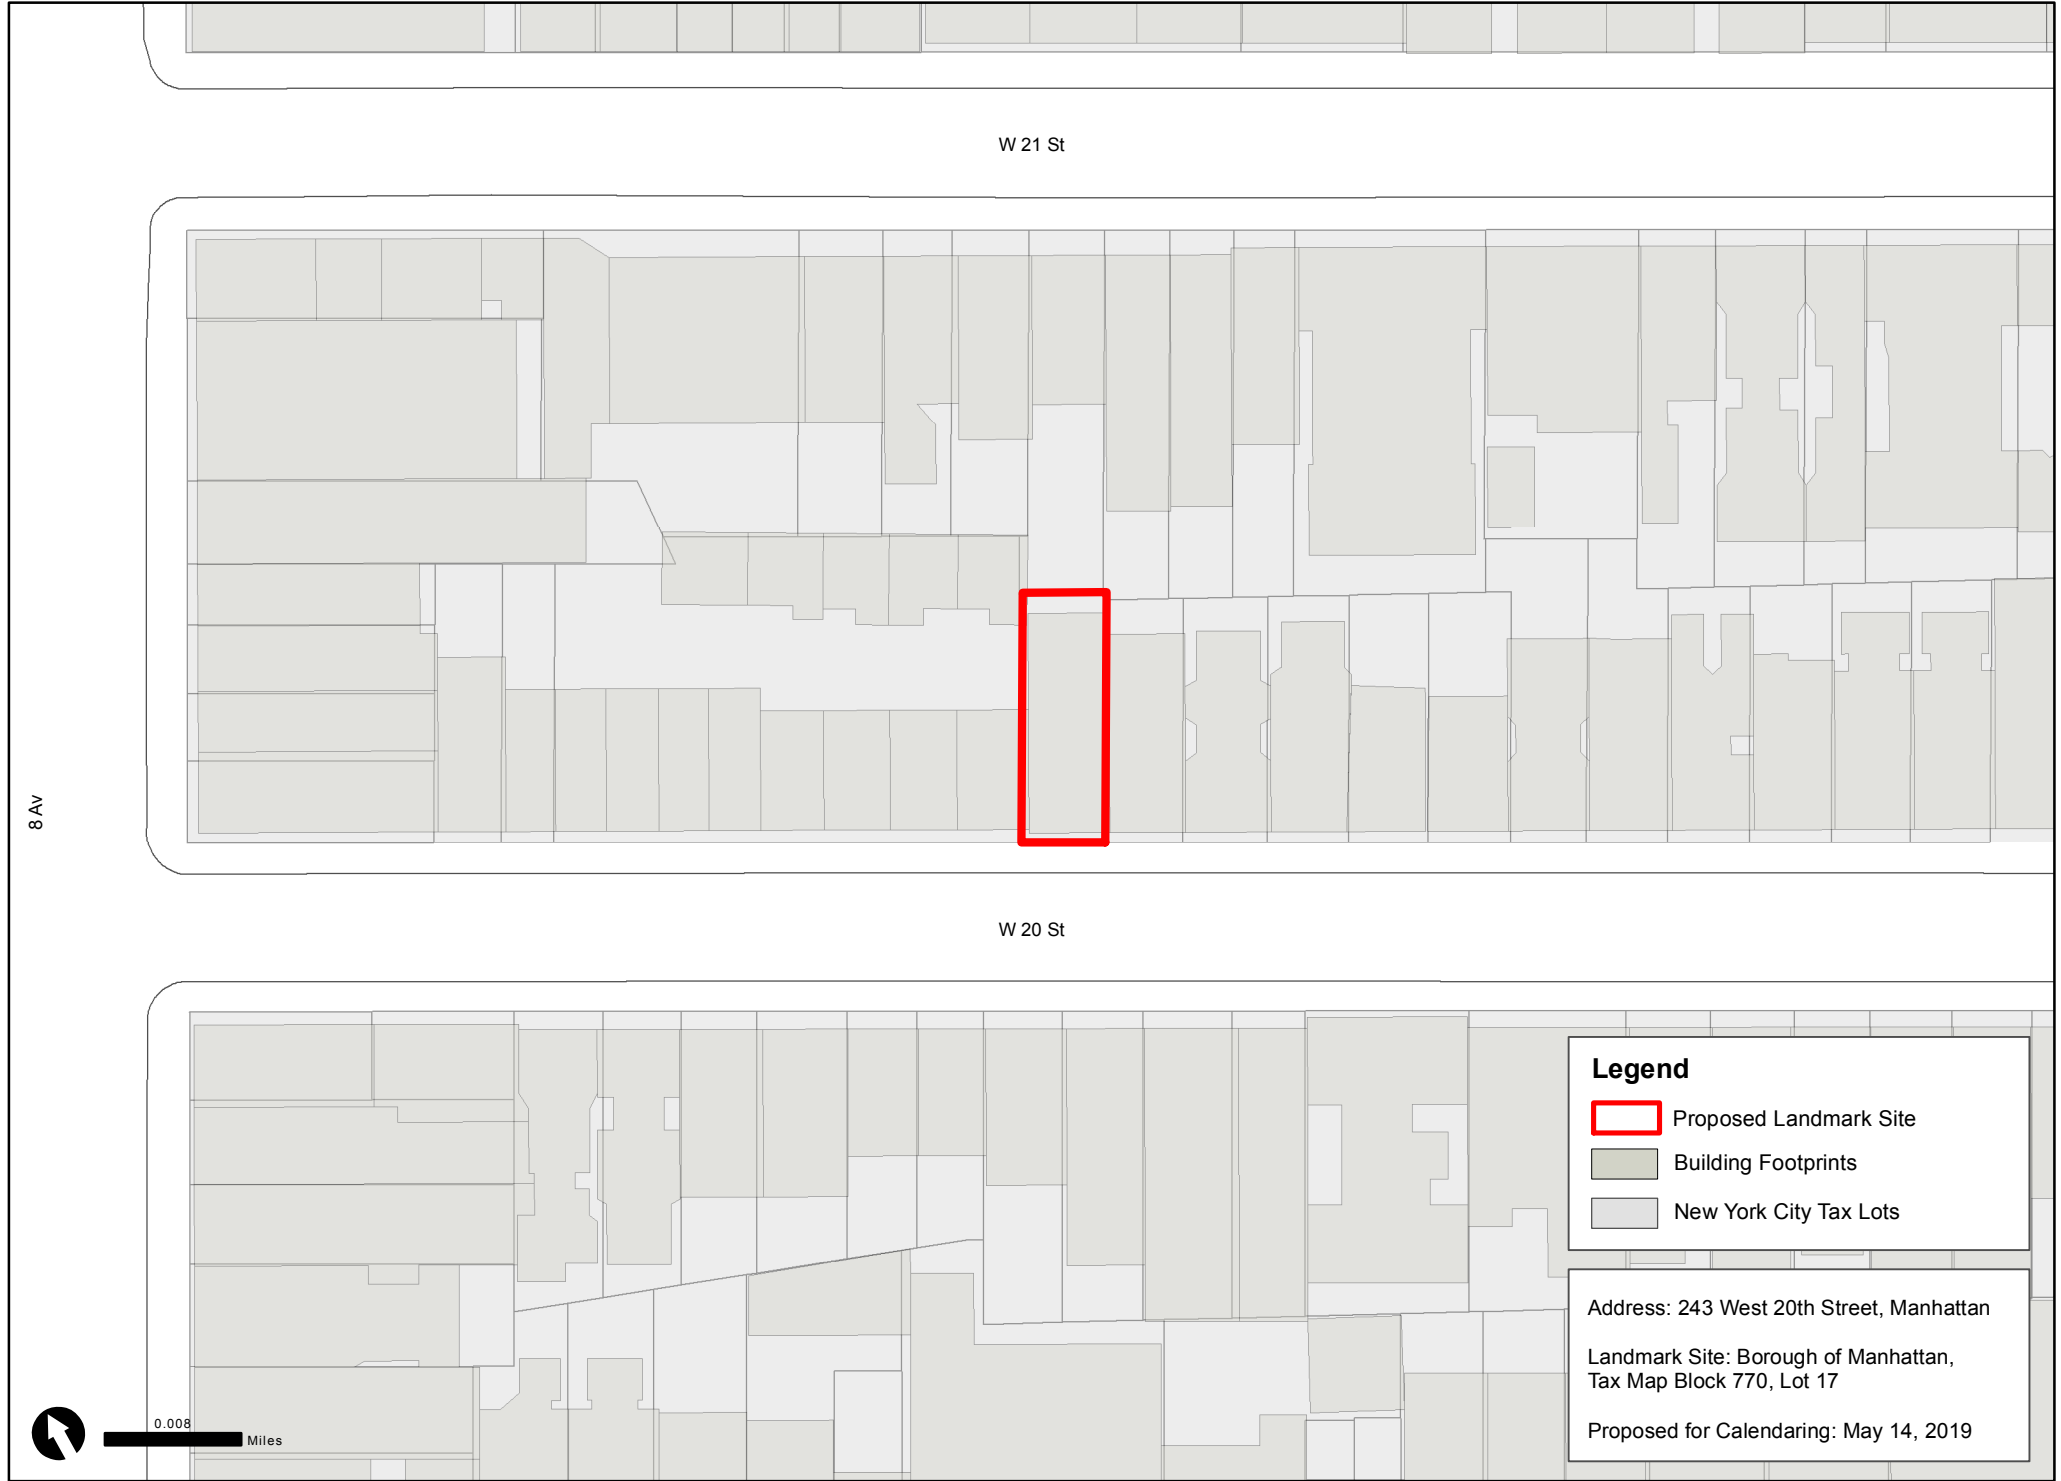 W 21 St
8 Av
W 20 St
Legend
Proposed Landmark Site
Building Footprints
New York City Tax Lots
Address: 243 West 20th Street, Manhattan
Landmark Site: Borough of Manhattan,
Tax Map Block 770, Lot 17
Proposed for Calendaring: May 14, 2019
0.008
Miles